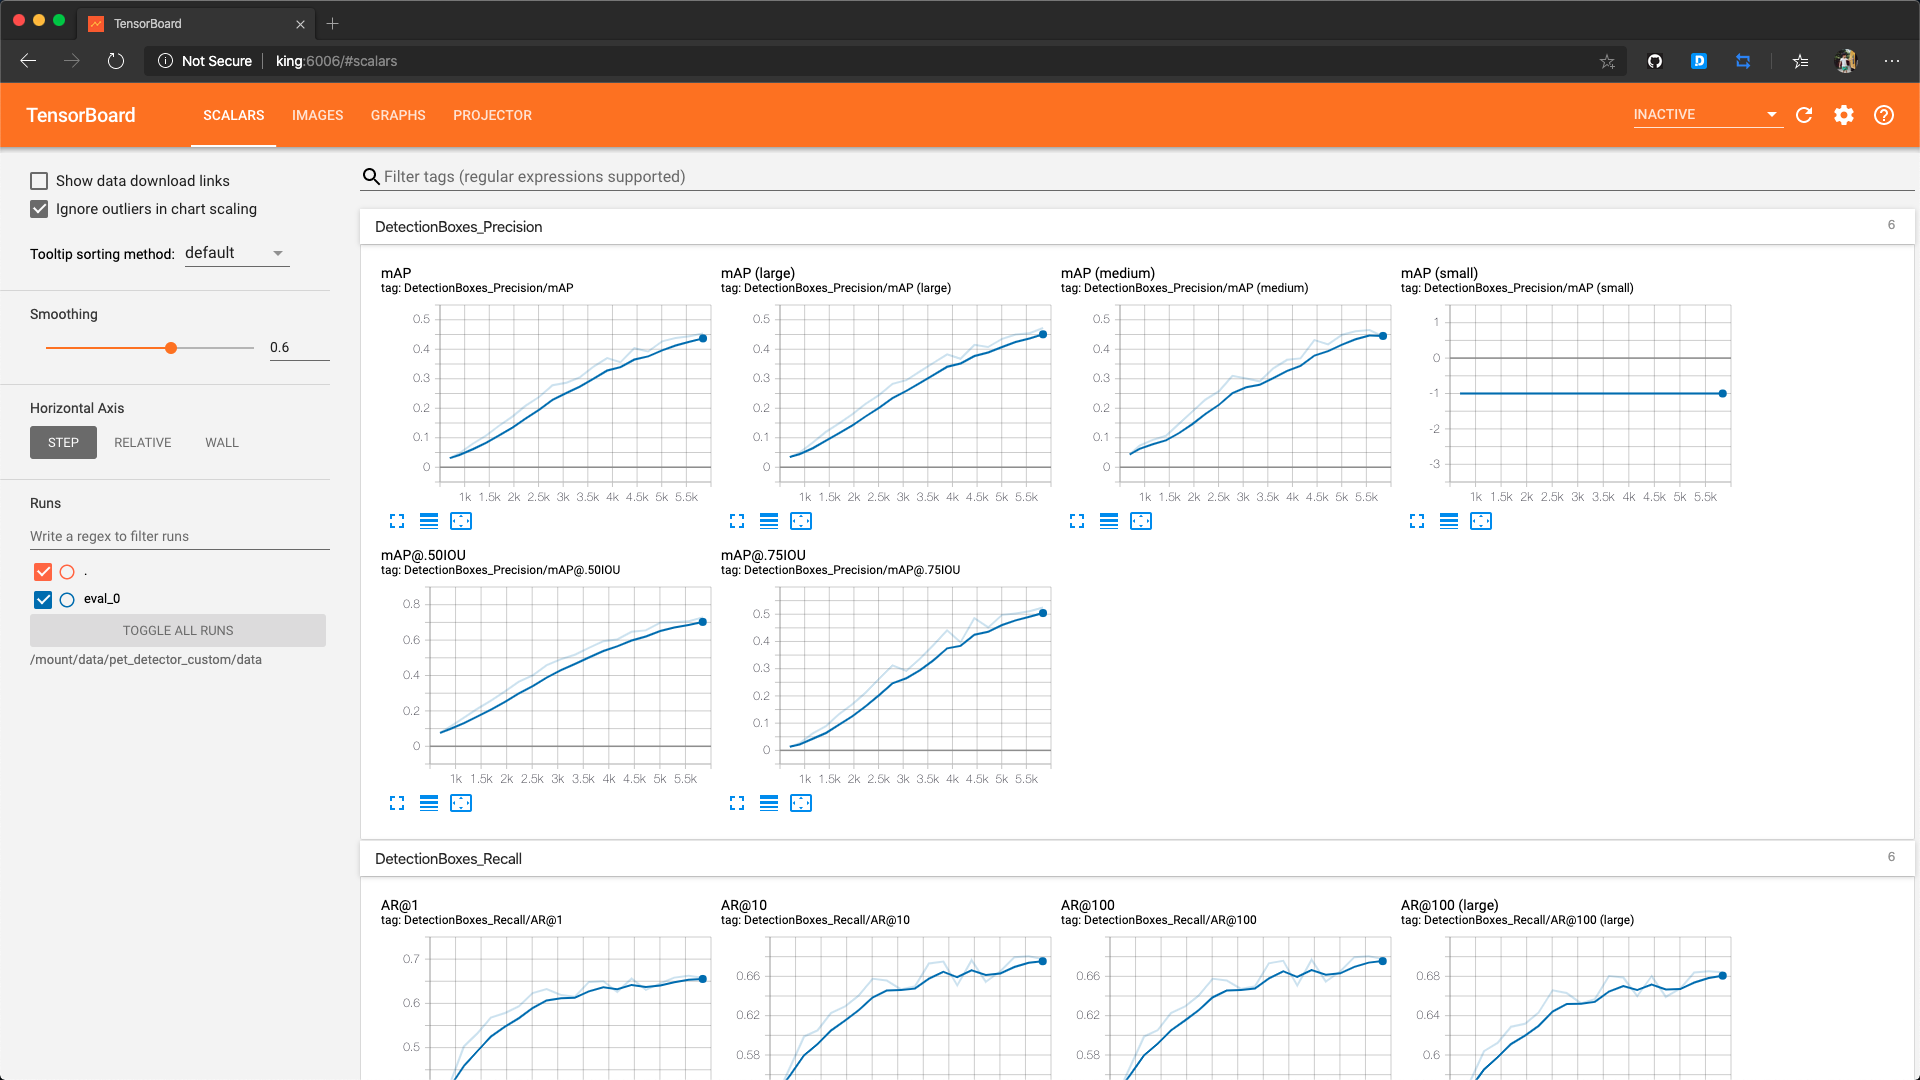 TensorBoard
Not Secure king:6006/#scalars
TensorBoard
SCALARS IMAGES GRAPHS PROJECTOR
INACTIVE
Show data download links
Ignore outliers in chart scaling
Tooltip sorting method: default
Smoothing
0.6
Horizontal Axis
STEP RELATIVE WALL
Runs
Write a regex to filter runs
.
eval_0
TOGGLE ALL RUNS
/mount/data/pet_detector_custom/data
Filter tags (regular expressions supported)
DetectionBoxes_Precision 6
mAP
tag: DetectionBoxes_Precision/mAP
0.5
0.4
0.3
0.2
0.1
0
1k 1.5k 2k 2.5k 3k 3.5k 4k 4.5k 5k 5.5k
mAP (large)
tag: DetectionBoxes_Precision/mAP (large)
0.5
0.4
0.3
0.2
0.1
0
1k 1.5k 2k 2.5k 3k 3.5k 4k 4.5k 5k 5.5k
mAP (medium)
tag: DetectionBoxes_Precision/mAP (medium)
0.5
0.4
0.3
0.2
0.1
0
1k 1.5k 2k 2.5k 3k 3.5k 4k 4.5k 5k 5.5k
mAP (small)
tag: DetectionBoxes_Precision/mAP (small)
1
0
-1
-2
-3
1k 1.5k 2k 2.5k 3k 3.5k 4k 4.5k 5k 5.5k
mAP@.50IOU
tag: DetectionBoxes_Precision/mAP@.50IOU
0.8
0.6
0.4
0.2
0
1k 1.5k 2k 2.5k 3k 3.5k 4k 4.5k 5k 5.5k
mAP@.75IOU
tag: DetectionBoxes_Precision/mAP@.75IOU
0.5
0.4
0.3
0.2
0.1
0
1k 1.5k 2k 2.5k 3k 3.5k 4k 4.5k 5k 5.5k
DetectionBoxes_Recall 6
AR@1
tag: DetectionBoxes_Recall/AR@1
0.7
0.6
0.5
AR@10
tag: DetectionBoxes_Recall/AR@10
0.66
0.62
0.58
AR@100
tag: DetectionBoxes_Recall/AR@100
0.66
0.62
0.58
AR@100 (large)
tag: DetectionBoxes_Recall/AR@100 (large)
0.68
0.64
0.6